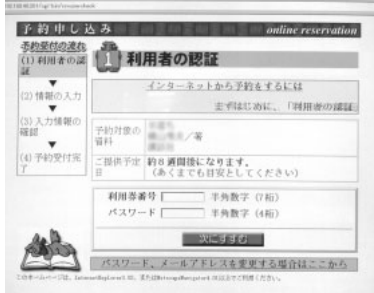 予約申し込み
online reservation
予約受付の流れ
(1)利用者の認証
▼
(2)情報の入力
▼
(3)入力情報の確認
▼
(4)予約受付完了
1 利用者の認証
インターネットから予約をするには
まずはじめに、「利用者の認証
予約対象の資料
/著
ご提供予定日
約8週間後になります。
(あくまでも目安としてください)
利用券番号 半角数字(7桁)
パスワード 半角数字(4桁)
次にすすむ
パスワード、メールアドレスを変更する場合はここから